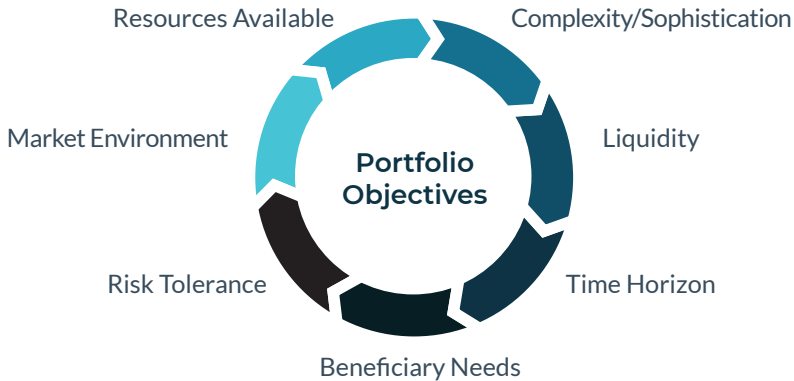 Resources Available
Complexity/Sophistication
Market Environment
Liquidity
Portfolio
Objectives
Risk Tolerance
Time Horizon
Beneficiary Needs